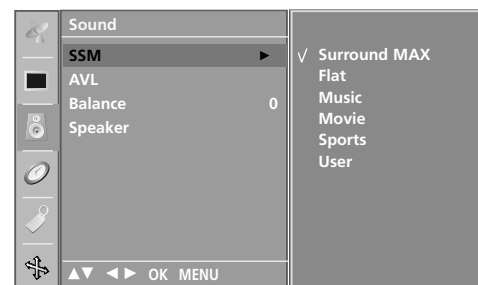 Sound
SSM ►
AVL
Balance 0
Speaker
▲▼ ◄► OK MENU
√ Surround MAX
Flat
Music
Movie
Sports
User